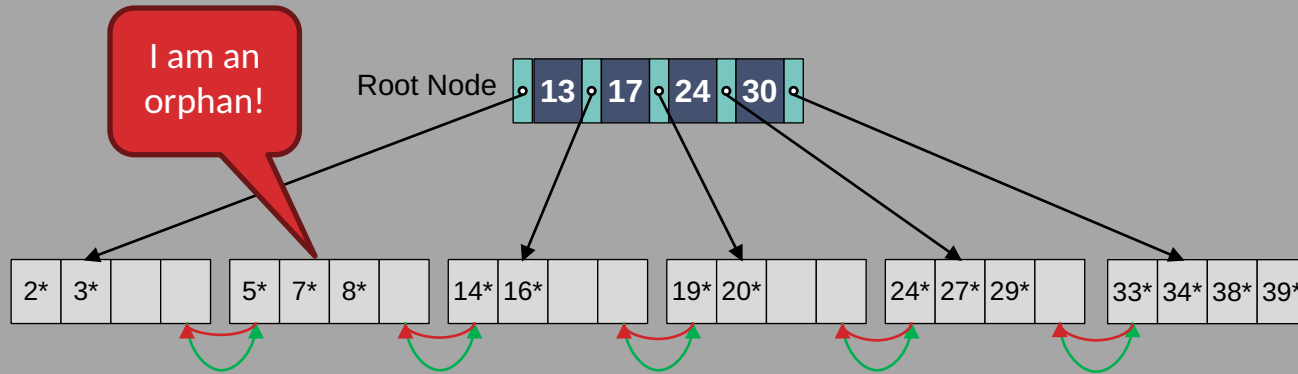 I am an
orphan!
Root Node 13 17 24 30
2* 3* 5* 7* 8* 14* 16* 19* 20* 24* 27* 29* 33* 34* 38* 39*